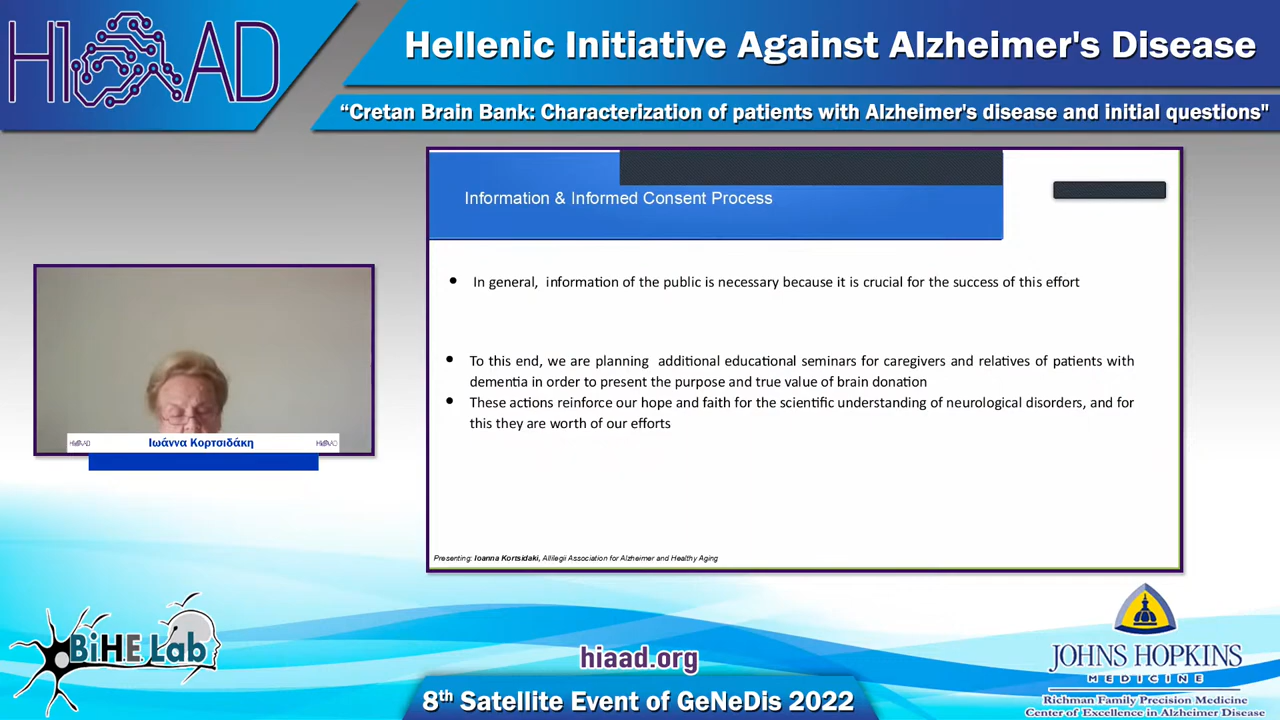 HIAAD
Hellenic Initiative Against Alzheimer's Disease
“Cretan Brain Bank: Characterization of patients with Alzheimer's disease and initial questions"
Information & Informed Consent Process
• In general, information of the public is necessary because it is crucial for the success of this effort
• To this end, we are planning additional educational seminars for caregivers and relatives of patients with
dementia in order to present the purpose and true value of brain donation
• These actions reinforce our hope and faith for the scientific understanding of neurological disorders, and for
this they are worth of our efforts
Presenting: Ioanna Kortsidaki, Allilegii Association for Alzheimer and Healthy Aging
HIAAD Ιωάννα Κορτσιδάκη HIAAD
BiHE Lab
hiaad.org
8th Satellite Event of GeNeDis 2022
JOHNS HOPKINS
MEDICINE
Richman Family Precision Medicine
Center of Excellence in Alzheimer Disease